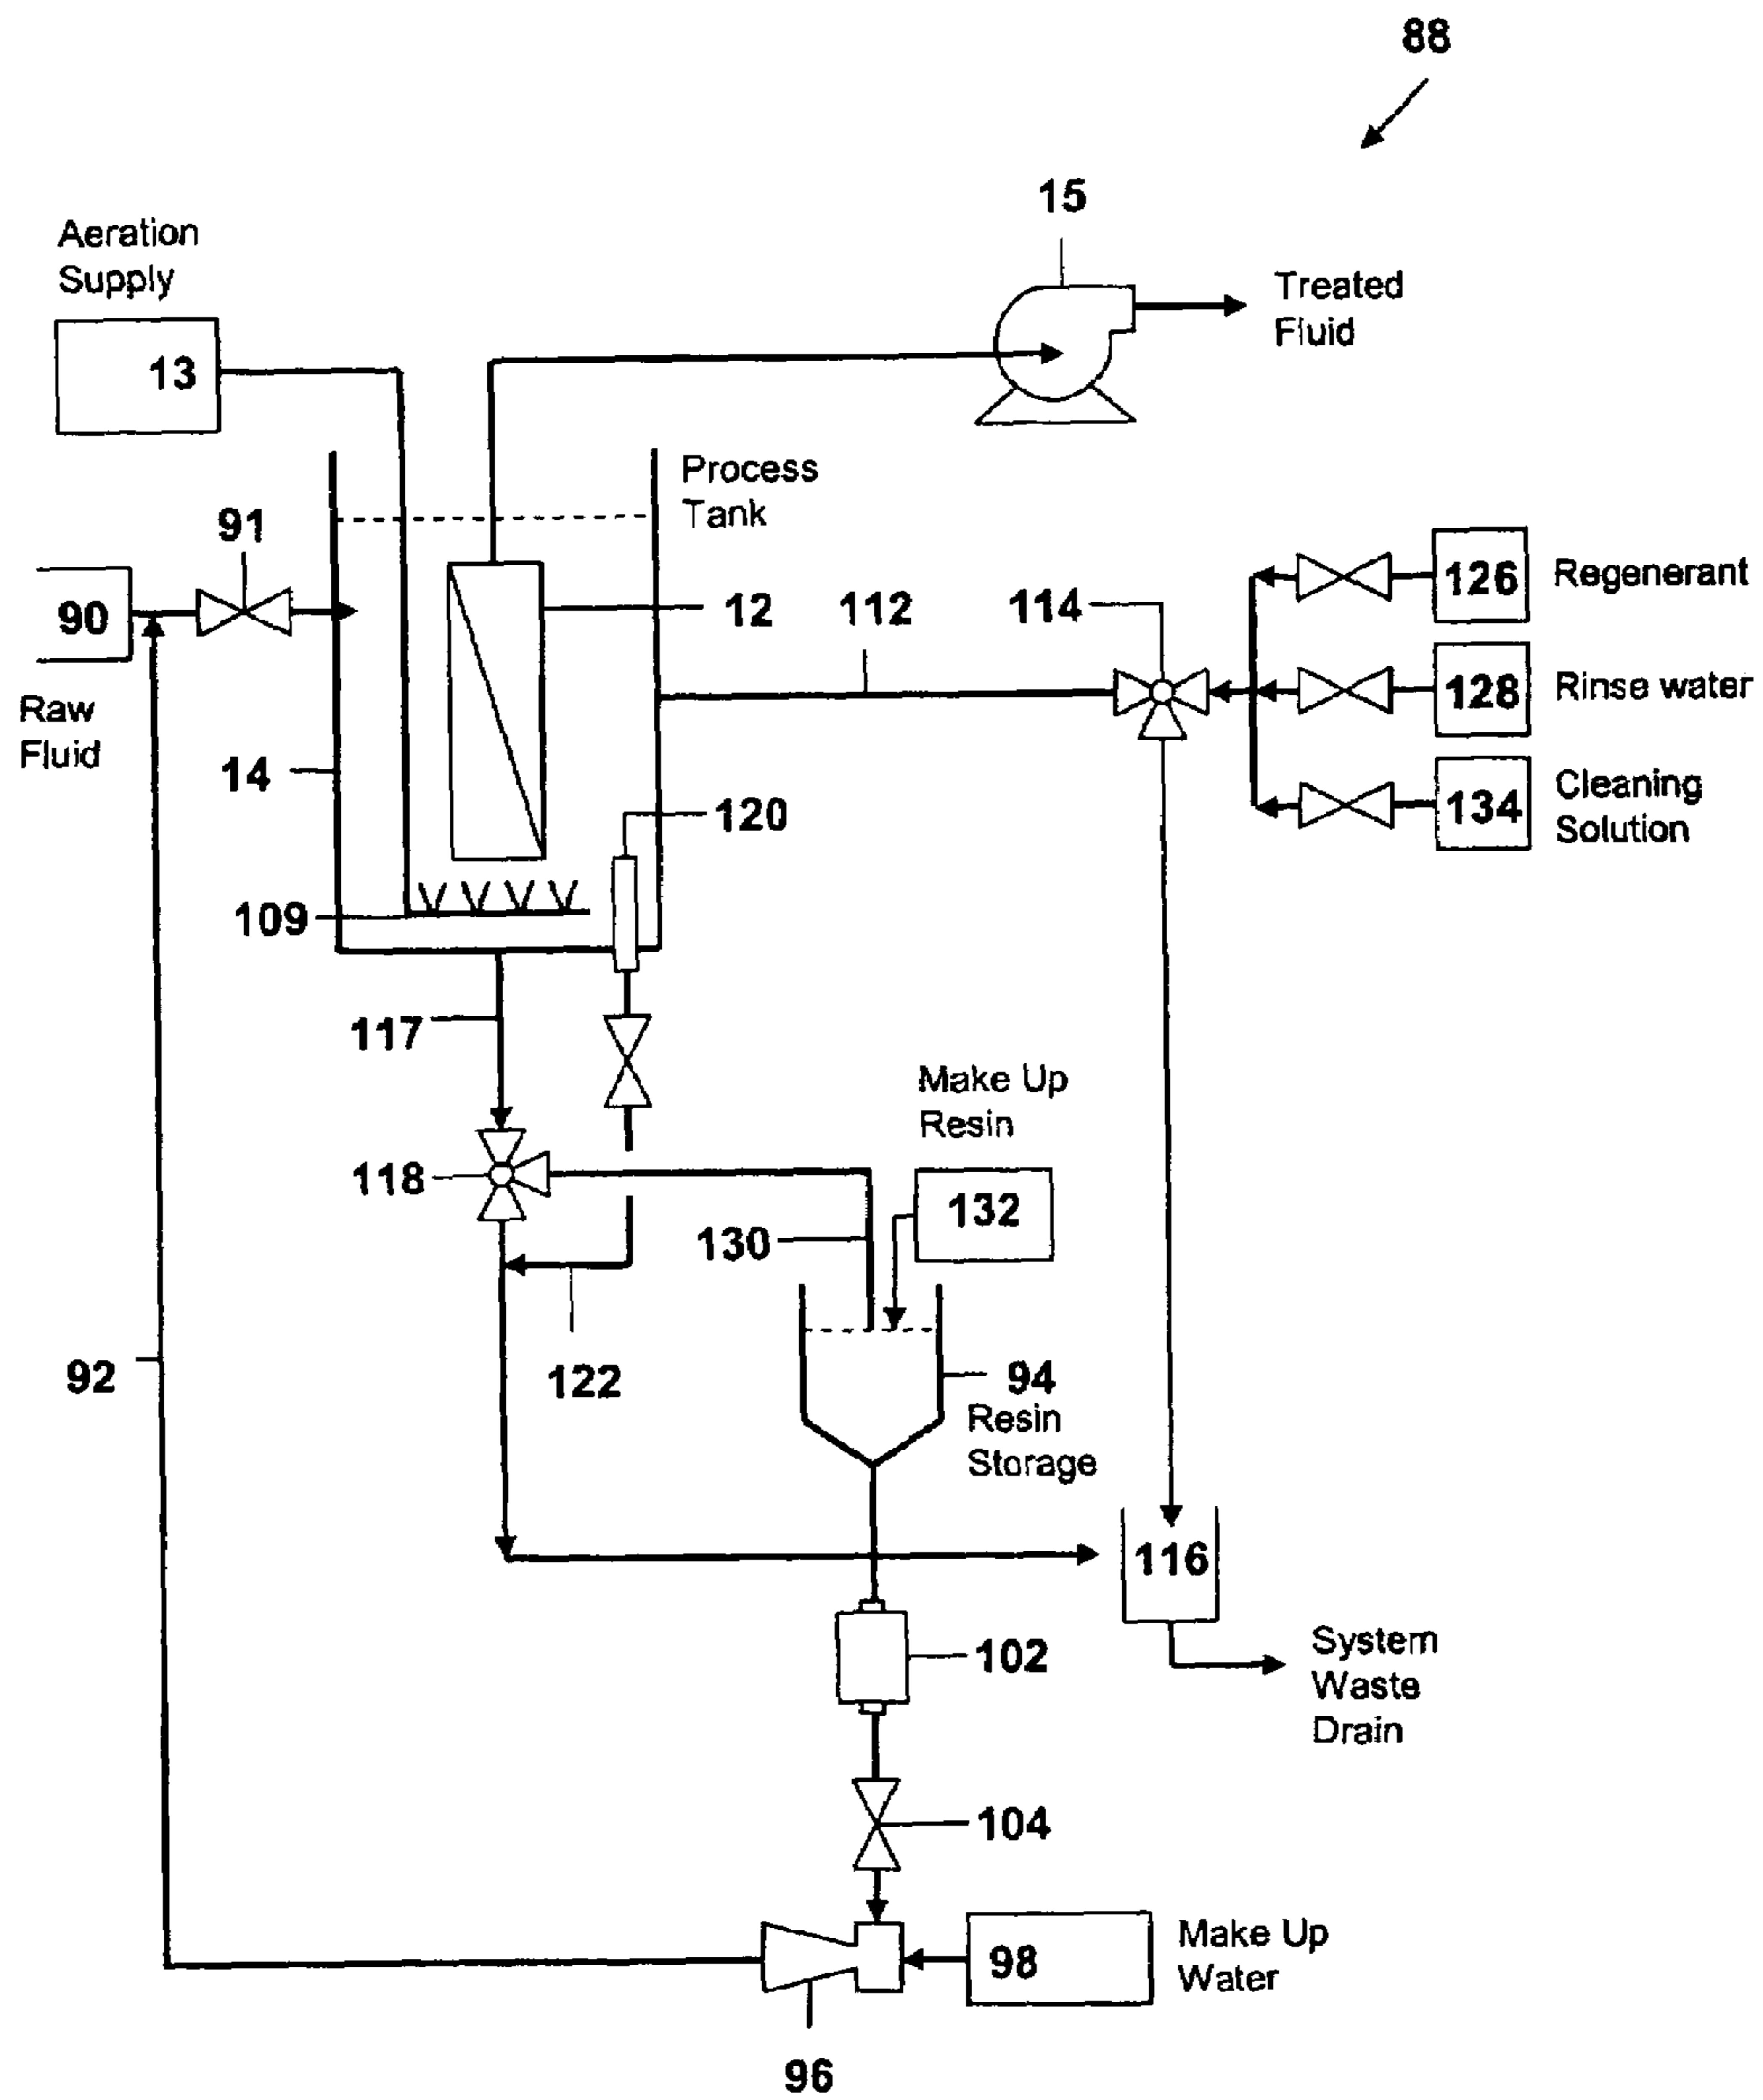 88
15
Aeration
Supply
Treated
Fluid
13
Process
Tank
91
90
12
112
114
126
Regenerant
Raw
Fluid
128
Rinse water
14
120
134
Cleaning
Solution
109
117
Make Up
Resin
118
130
132
92
122
94
Resin
Storage
116
102
System
Waste
Drain
104
98
Make Up
Water
96